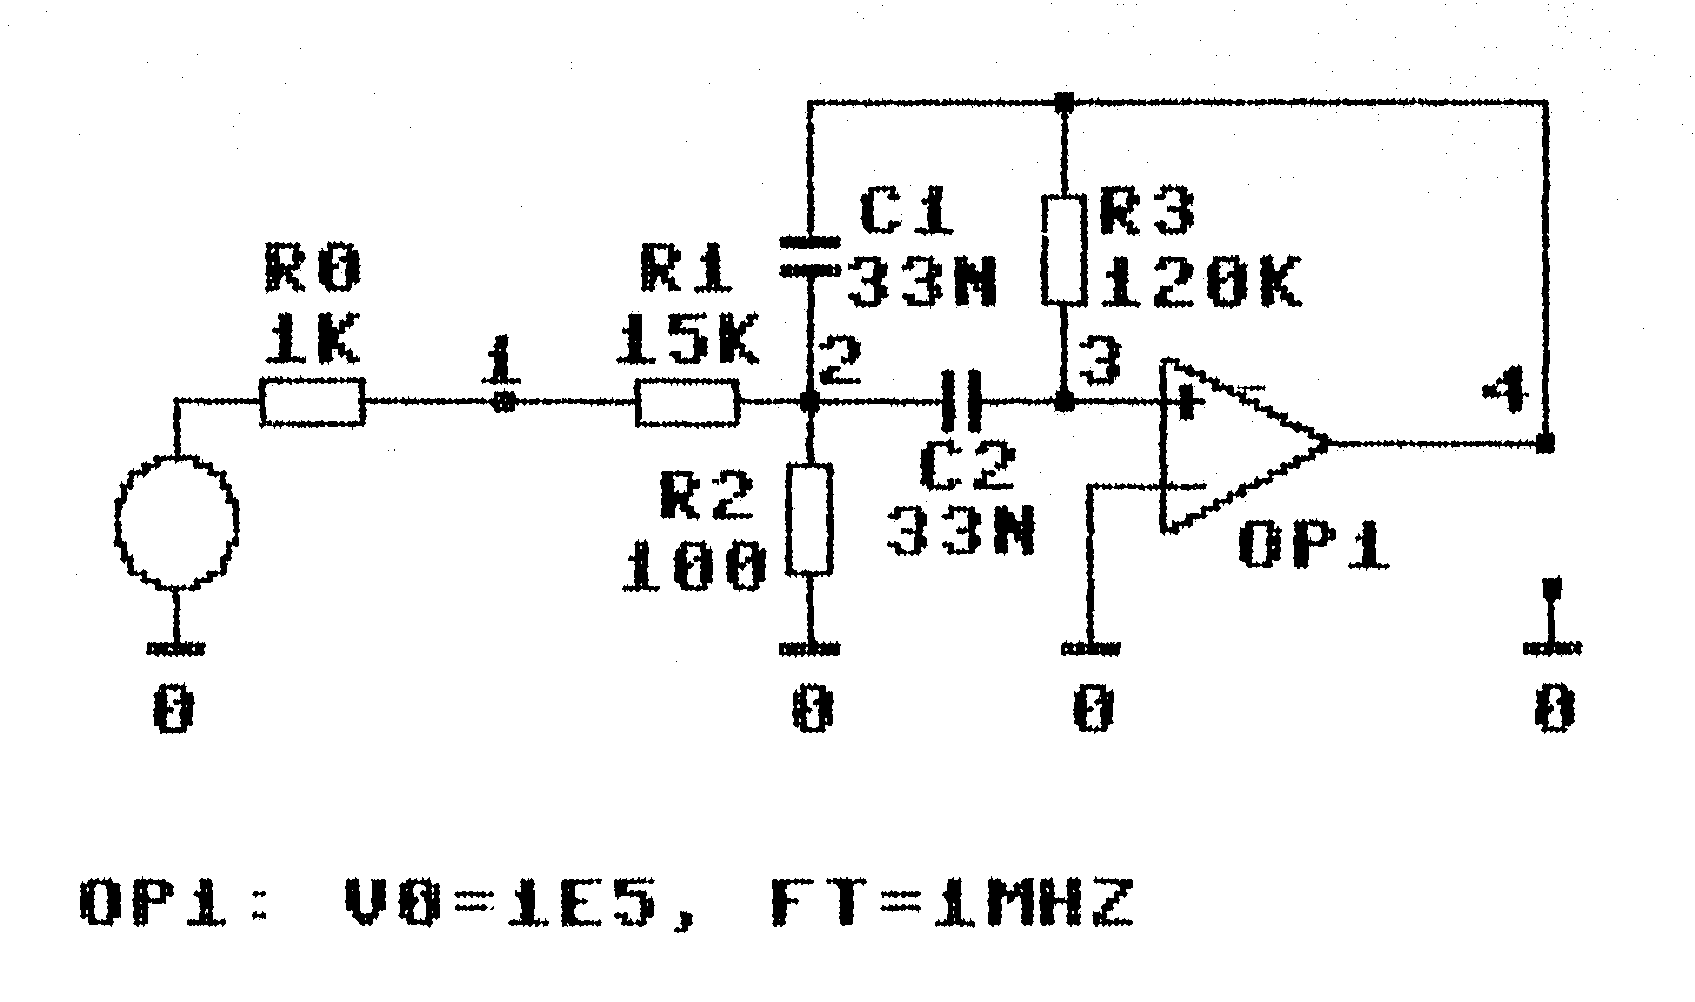 C1
R3
R0
R1
33N
120K
1K
15K
1
2
3
4
C2
R2
33N
OP1
100
0
0
0
0
OP1: V0=1E5, FT=1MHZ